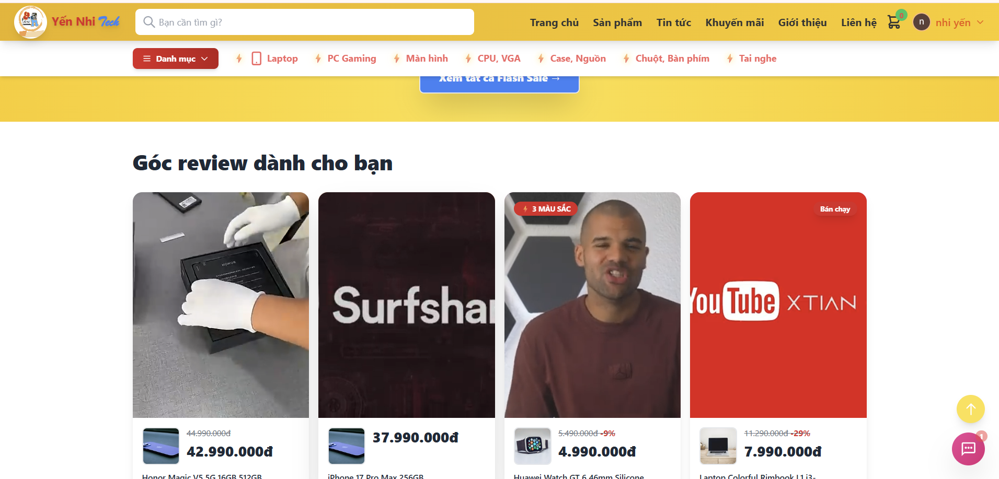 Yến Nhi Tech
Bạn cần tìm gì?
Trang chủ
Sản phẩm
Tin tức
Khuyến mãi
Giới thiệu
Liên hệ
0
n
nhi yến
Danh mục
Laptop
PC Gaming
Màn hình
CPU, VGA
Case, Nguồn
Chuột, Bàn phím
Tai nghe
Xem tất cả Flash Sale →
Góc review dành cho bạn
HONOR
Surfshar
3 MÀU SẮC
Bán chạy
YouTube XTIAN
44.990.000đ
42.990.000đ
37.990.000đ
5.490.000đ -9%
4.990.000đ
11.290.000đ -29%
7.990.000đ
1
Honor Magic V5 5G 16GB 512GB
iPhone 17 Pro Max 256GB
Huawei Watch GT 6 46mm Silicone
Laptop Colorful Rimbook L1 i3-